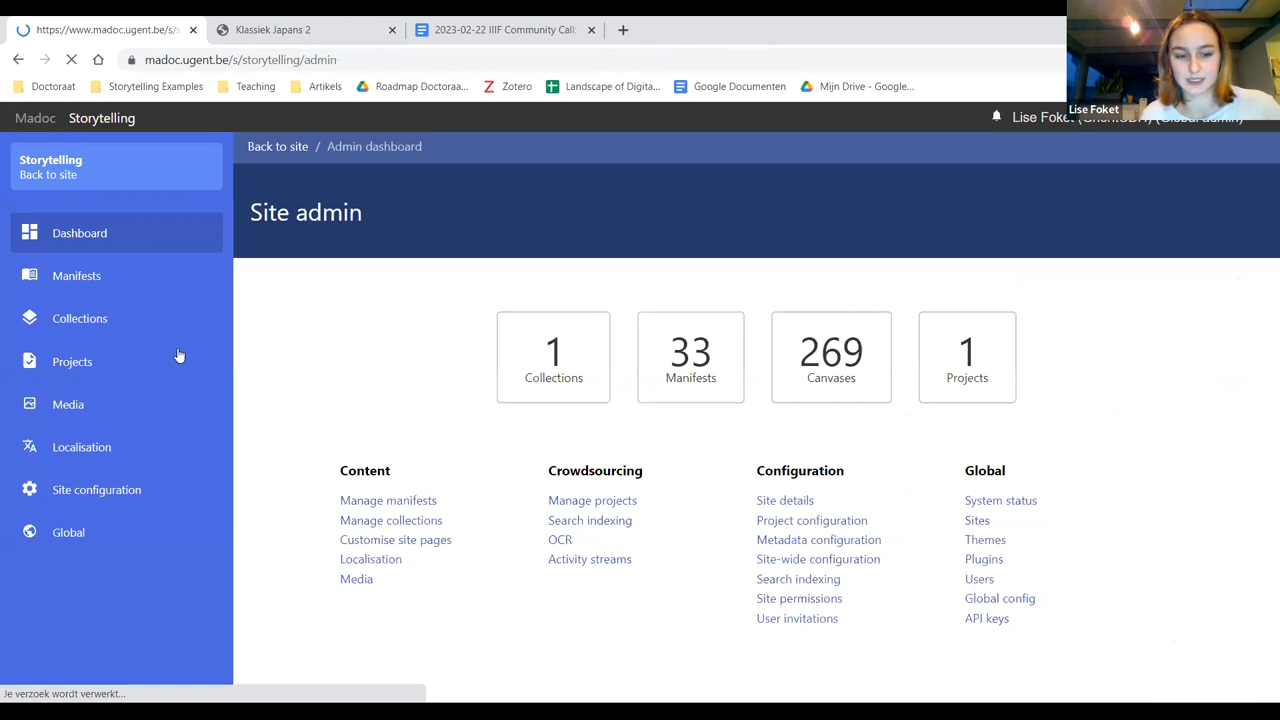 https://www.madoc.ugent.be/s/s
Klassiek Japans 2
2023-02-22 IIIF Community Call:
madoc.ugent.be/s/storytelling/admin
Doctoraat
Storytelling Examples
Teaching
Artikels
Roadmap Doctoraa...
Zotero
Landscape of Digita...
Google Documenten
Mijn Drive - Google...
Lise Foket
Madoc
Storytelling
Lise Foket (GhentCDH) (Global admin)
Storytelling
Back to site
Back to site / Admin dashboard
Site admin
Dashboard
Manifests
Collections
Projects
Media
Localisation
Site configuration
Global
1
Collections
33
Manifests
269
Canvases
1
Projects
Content
Manage manifests
Manage collections
Customise site pages
Localisation
Media
Crowdsourcing
Manage projects
Search indexing
OCR
Activity streams
Configuration
Site details
Project configuration
Metadata configuration
Site-wide configuration
Search indexing
Site permissions
User invitations
Global
System status
Sites
Themes
Plugins
Users
Global config
API keys
Je verzoek wordt verwerkt...